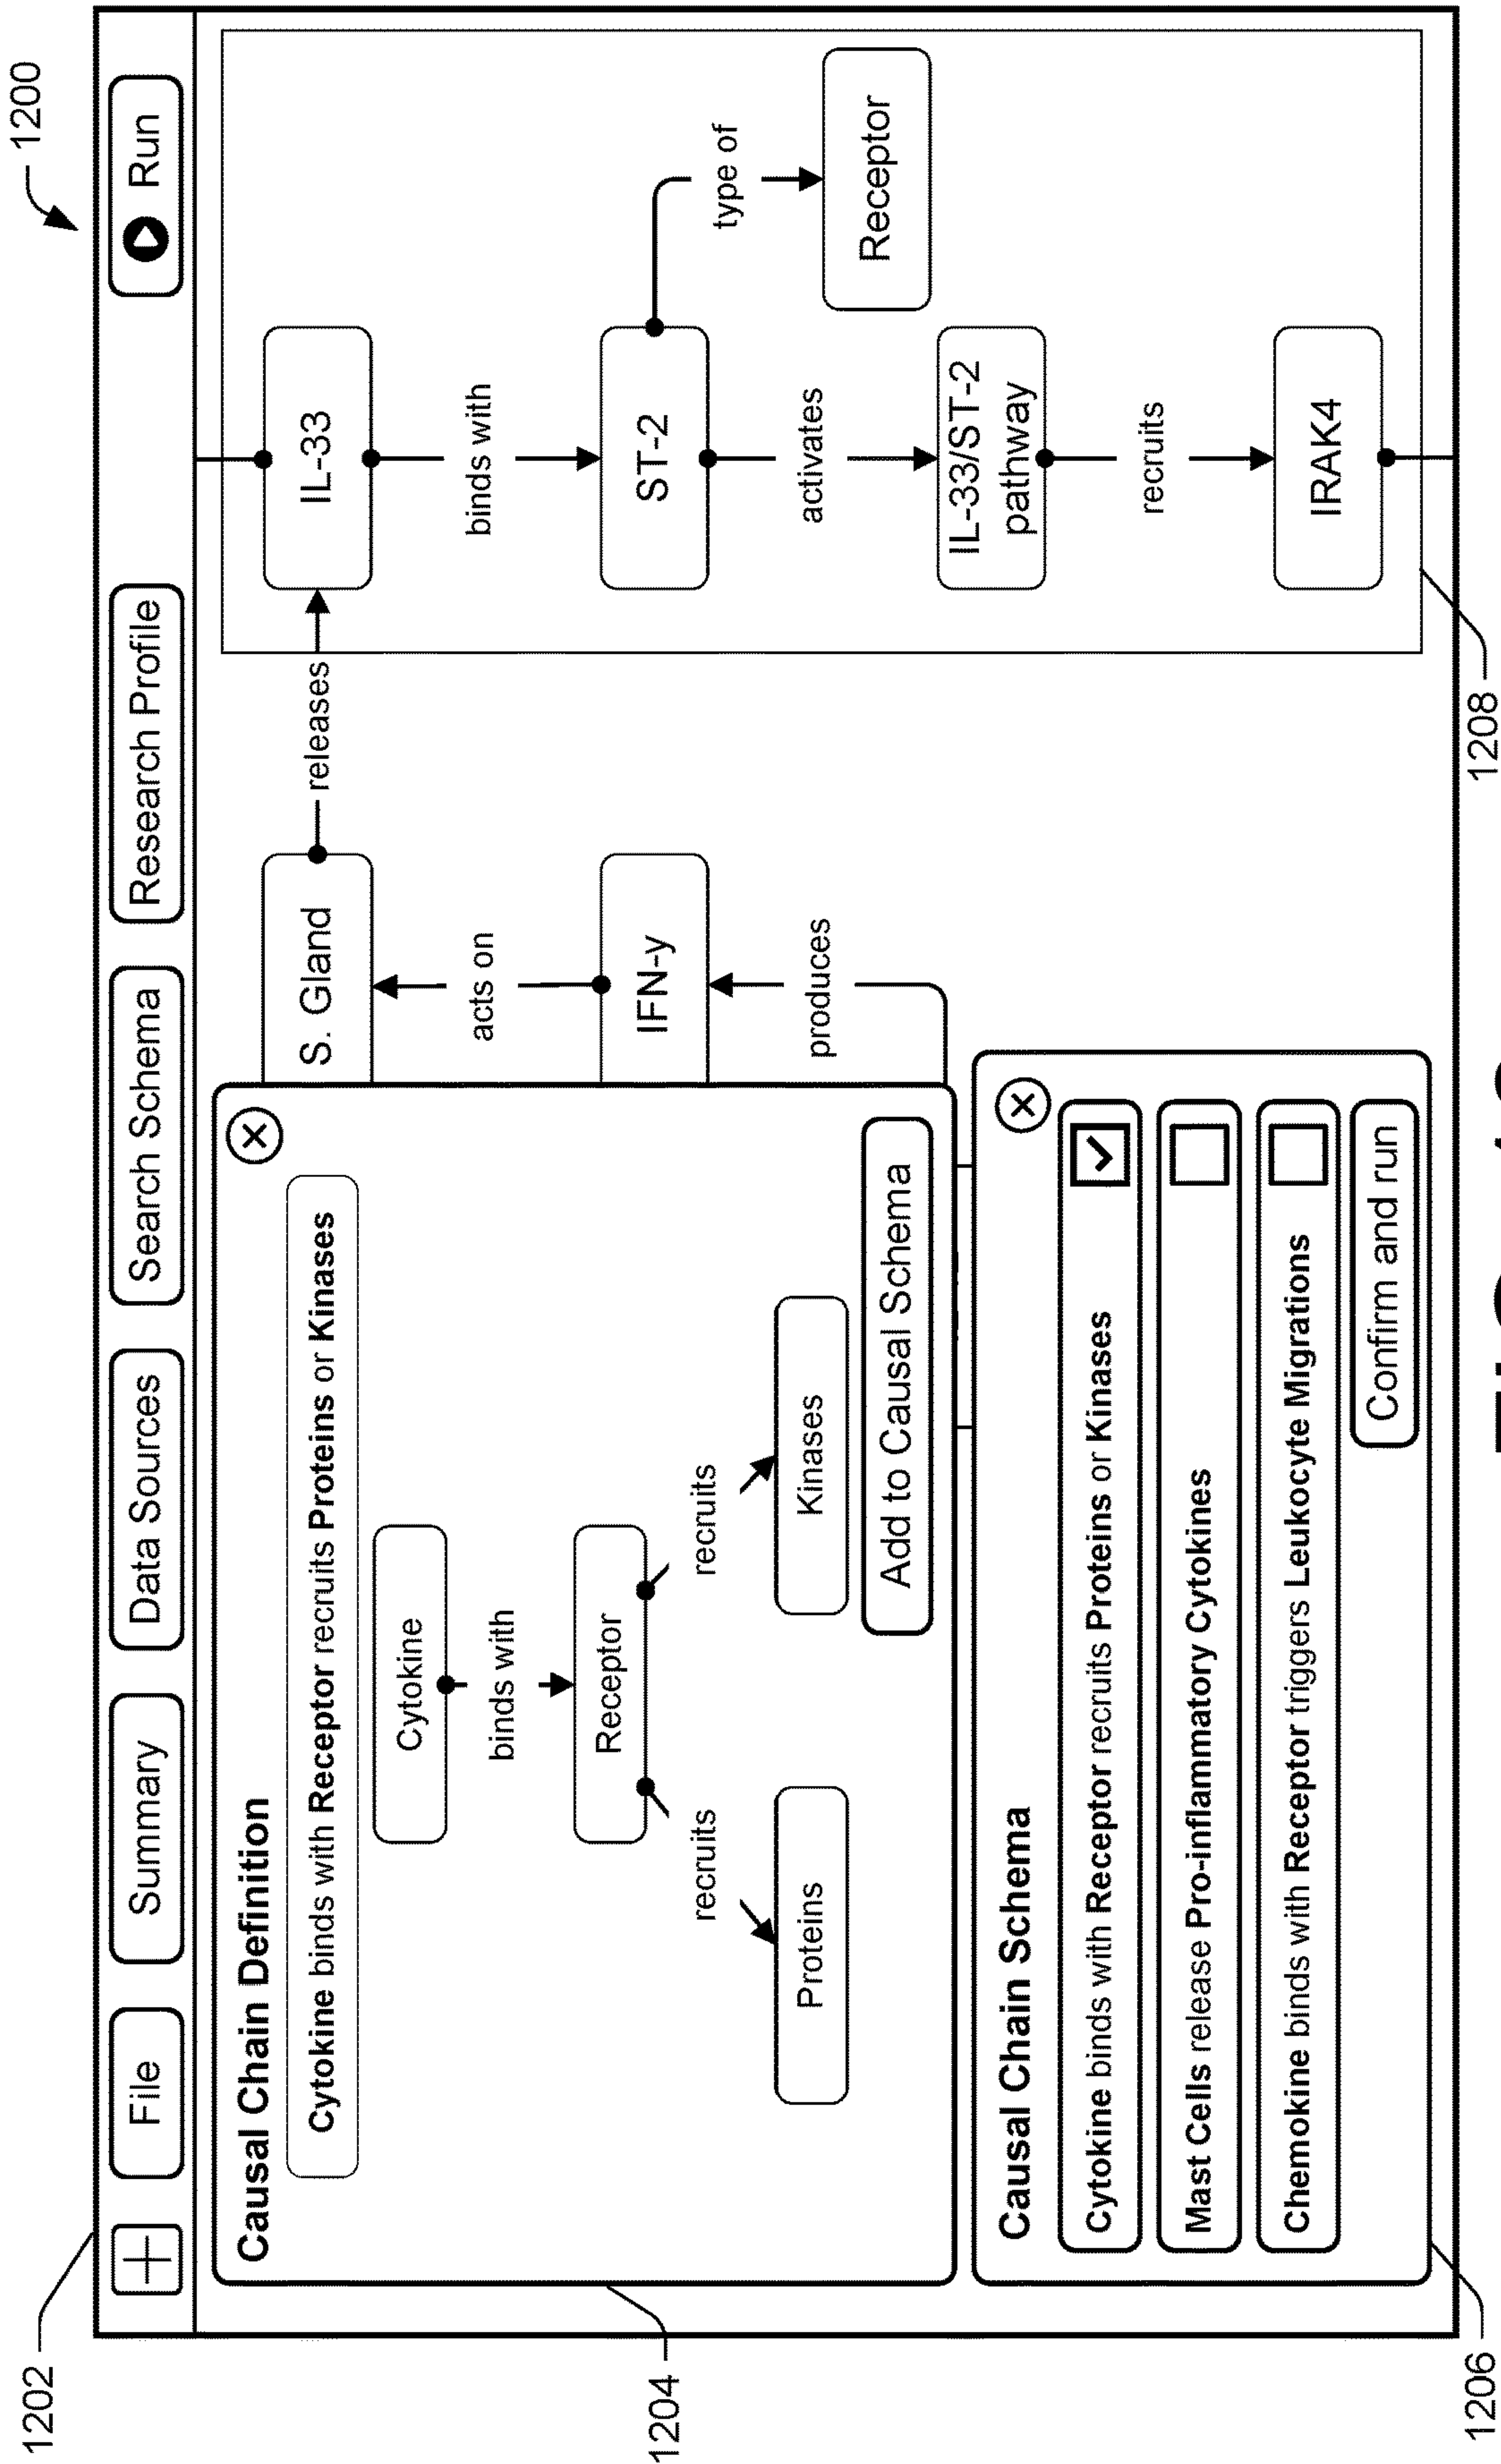 1200
1202
File
Summary
Data Sources
Search Schema
Research Profile
Run
Causal Chain Definition
Cytokine binds with Receptor recruits Proteins or Kinases
Cytokine
binds with
Receptor
recruits
recruits
Proteins
Kinases
Add to Causal Schema
1204
S. Gland
releases
acts on
IFN-y
produces
IL-33
binds with
ST-2
type of
Receptor
activates
IL-33/ST-2
pathway
recruits
IRAK4
Causal Chain Schema
Cytokine binds with Receptor recruits Proteins or Kinases
Mast Cells release Pro-inflammatory Cytokines
Chemokine binds with Receptor triggers Leukocyte Migrations
Confirm and run
1206
1208